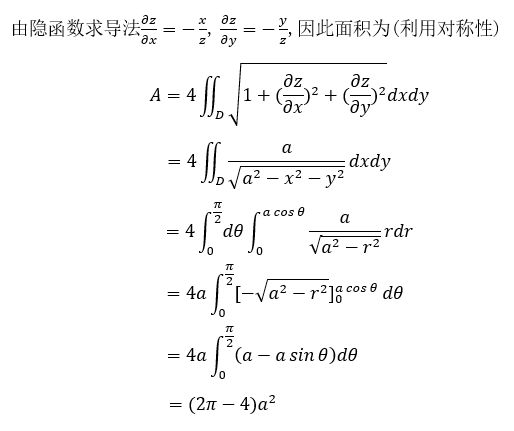 由隐函数求导法∂z/∂x = −x/z, ∂z/∂y = −y/z, 因此面积为(利用对称性)
A = 4∬_D √(1 + (∂z/∂x)² + (∂z/∂y)²) dxdy
= 4∬_D a/√(a² − x² − y²) dxdy
= 4∫_0^{π/2} dθ ∫_0^{a cos θ} a/√(a² − r²) rdr
= 4a∫_0^{π/2} [−√(a² − r²)]_0^{a cos θ} dθ
= 4a∫_0^{π/2} (a − a sin θ)dθ
= (2π − 4)a²